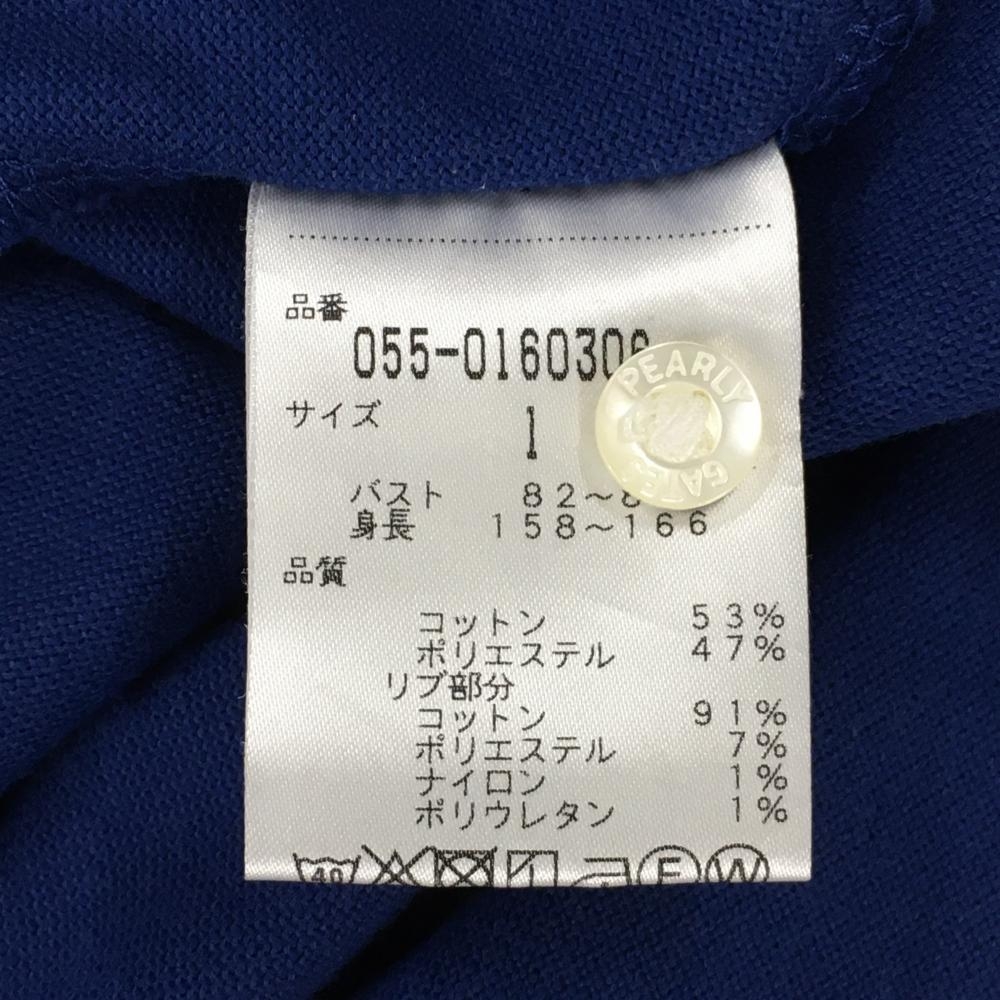 品番
055-0160306
サイズ 1
PEARLY
GATES
バスト 82～8
身長 158～166
品質
コットン 53%
ポリエステル 47%
リブ部分
コットン 91%
ポリエステル 7%
ナイロン 1%
ポリウレタン 1%
40
F W